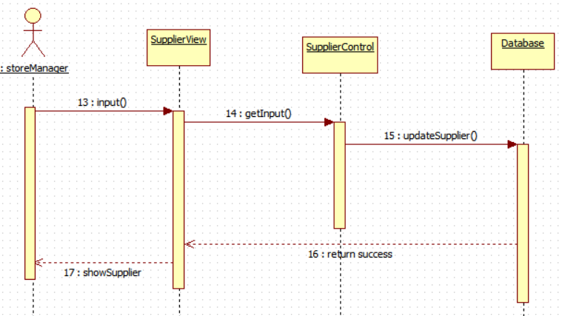 SupplierView
SupplierControl
Database
: storeManager
13 : input()
14 : getInput()
15 : updateSupplier()
16 : return success
17 : showSupplier